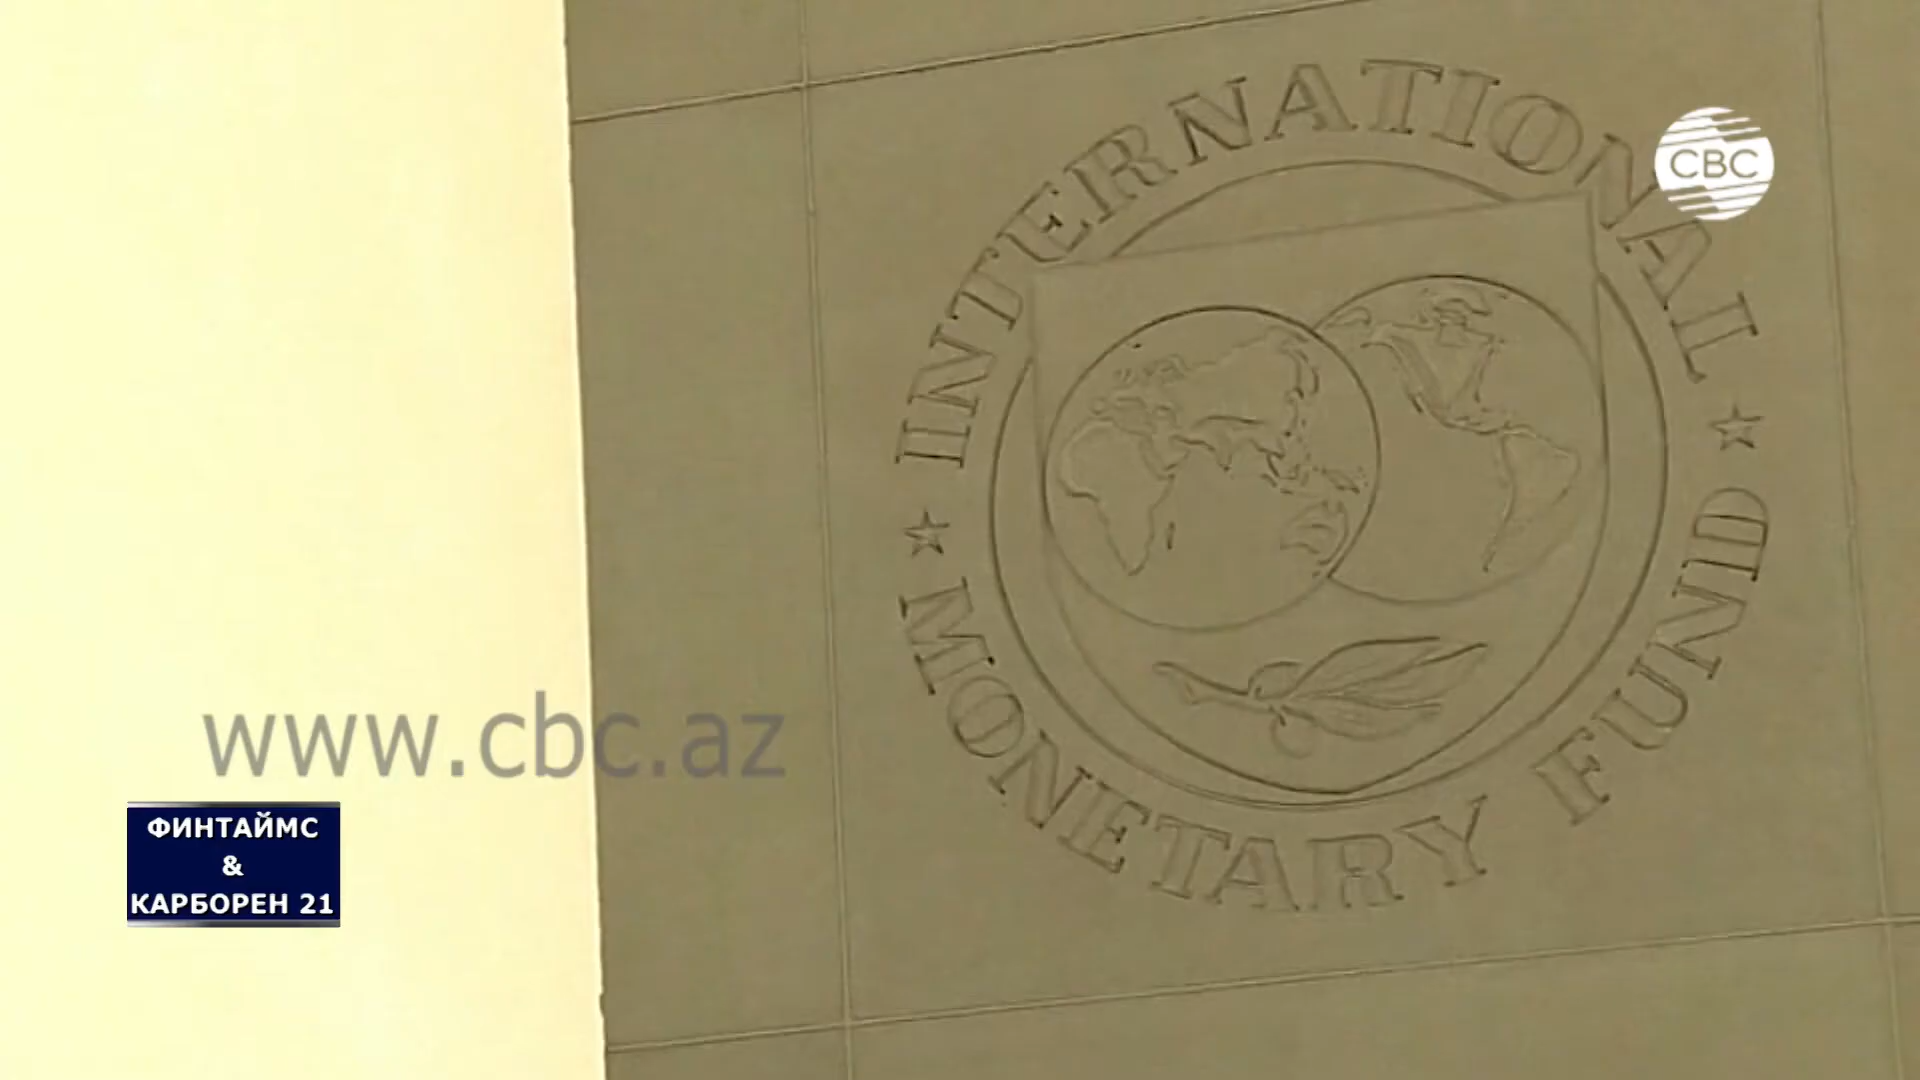 INTERNATIONAL
MONETARY FUND
CBC
www.cbc.az
ФИНТАЙМС
&
КАРБОРЕН 21